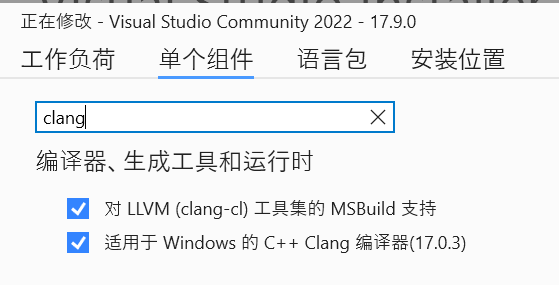 正在修改 - Visual Studio Community 2022 - 17.9.0
工作负荷 单个组件 语言包 安装位置
clang
编译器、生成工具和运行时
对 LLVM (clang-cl) 工具集的 MSBuild 支持
适用于 Windows 的 C++ Clang 编译器(17.0.3)